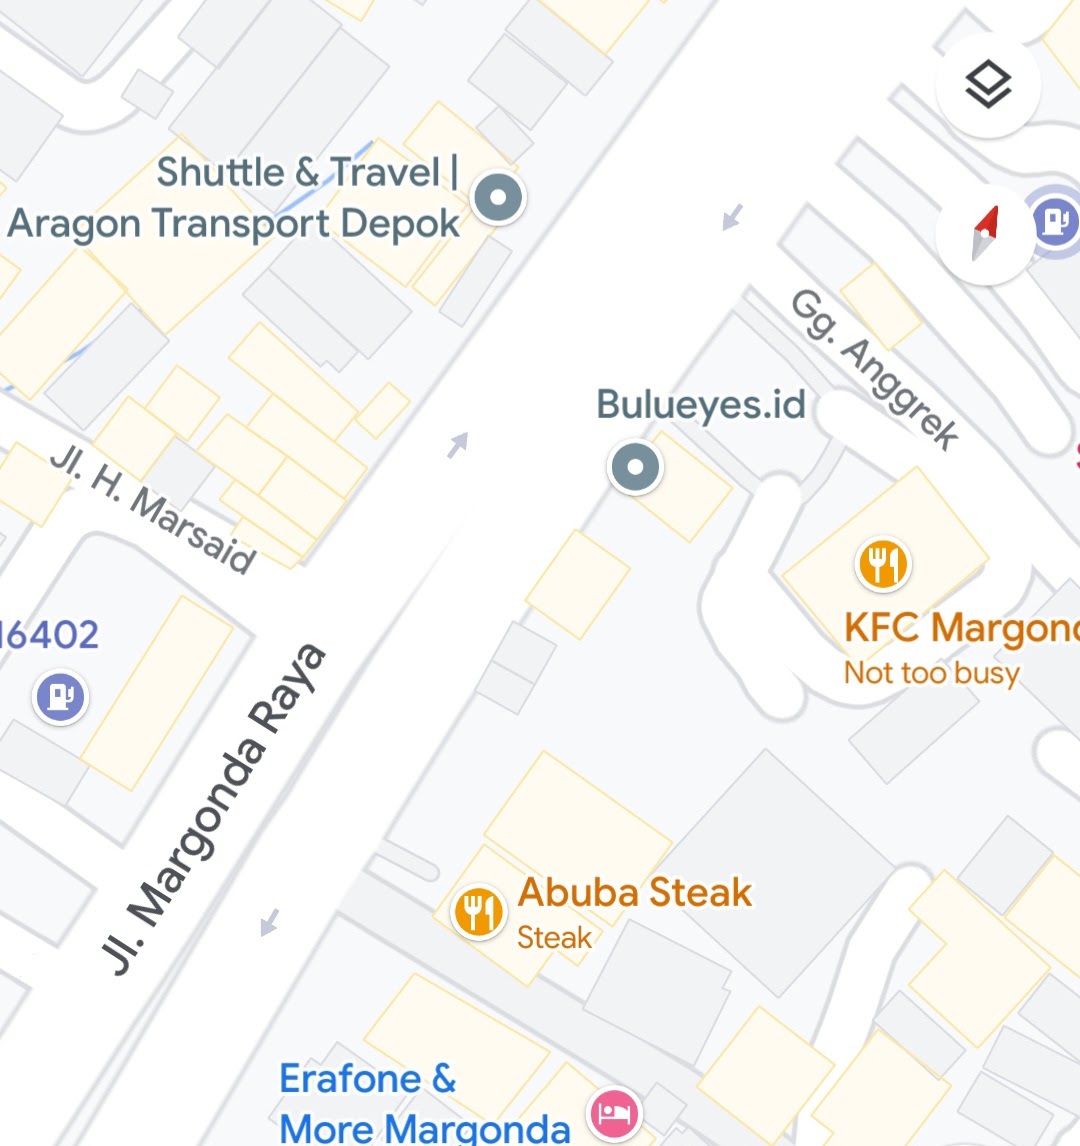 Shuttle & Travel |
Aragon Transport Depok
Gg. Anggrek
Bulueyes.id
Jl. H. Marsaid
16402
KFC Margond
Not too busy
Jl. Margonda Raya
Abuba Steak
Steak
Erafone &
More Margonda